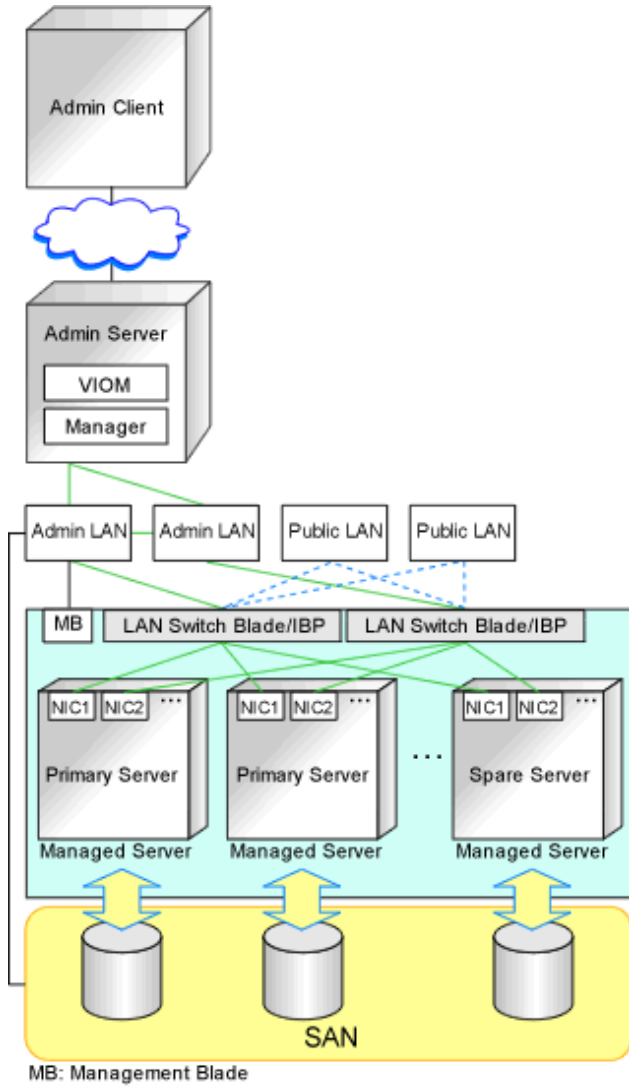 Admin Client
Admin Server
VIOM
Manager
Admin LAN
Admin LAN
Public LAN
Public LAN
MB
LAN Switch Blade/IBP
LAN Switch Blade/IBP
NIC1 NIC2 ...
NIC1 NIC2 ...
NIC1 NIC2 ...
Primary Server
Primary Server
...
Spare Server
Managed Server
Managed Server
Managed Server
SAN
MB: Management Blade